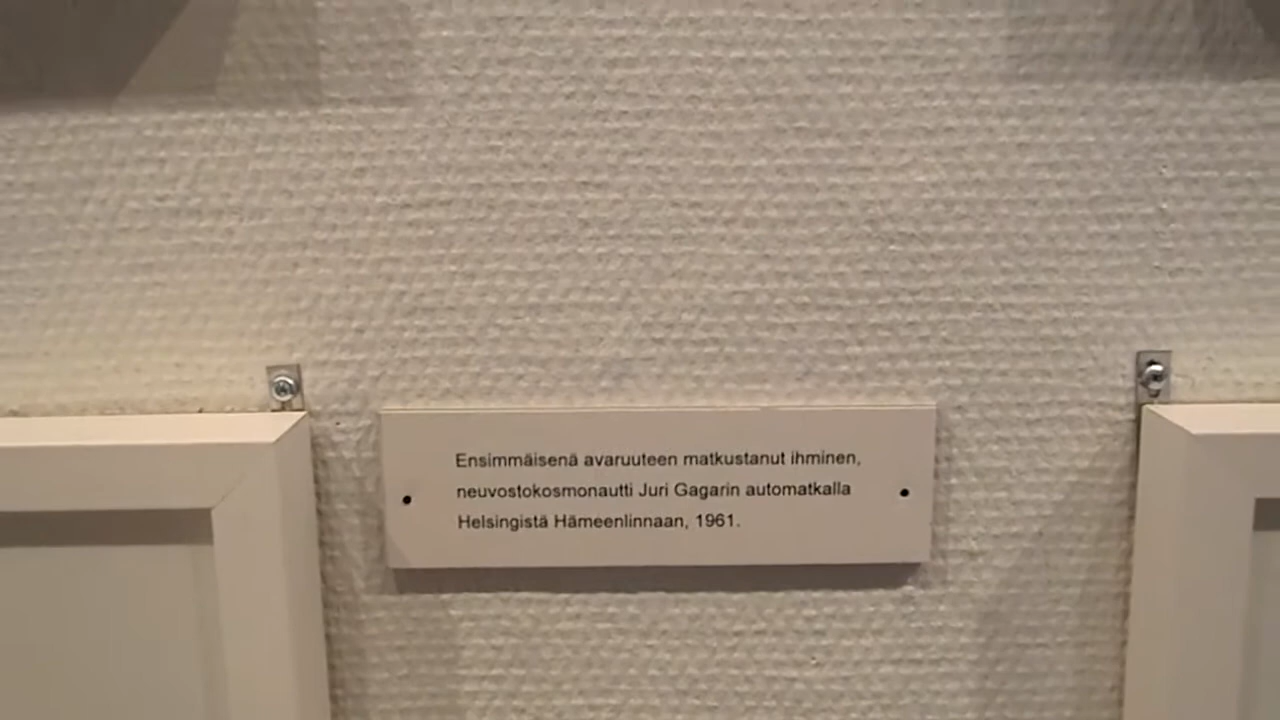 Ensimmäisenä avaruuteen matkustanut ihminen,
neuvostokosmonautti Juri Gagarin automatkalla
Helsingistä Hämeenlinnaan, 1961.